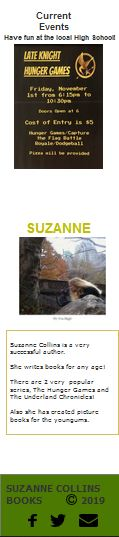 Current
Events
Have fun at the local High School!
LATE KNIGHT
HUNGER GAMES
Friday, November
1st from 6:15pm to
10:30pm
Doors Open at 6
Cost of Entry is $5
Hunger Games/Capture
the Flag Battle
Royale/Dodgeball
Pizza will be provided
SUZANNE
Suzanne Collins is a very
successful author.
She writes books for any age!
There are 2 very popular
series; The Hunger Games and
The Underland Chronicles!
Also she has created picture
books for the youngums.
SUZANNE COLLINS
BOOKS © 2019